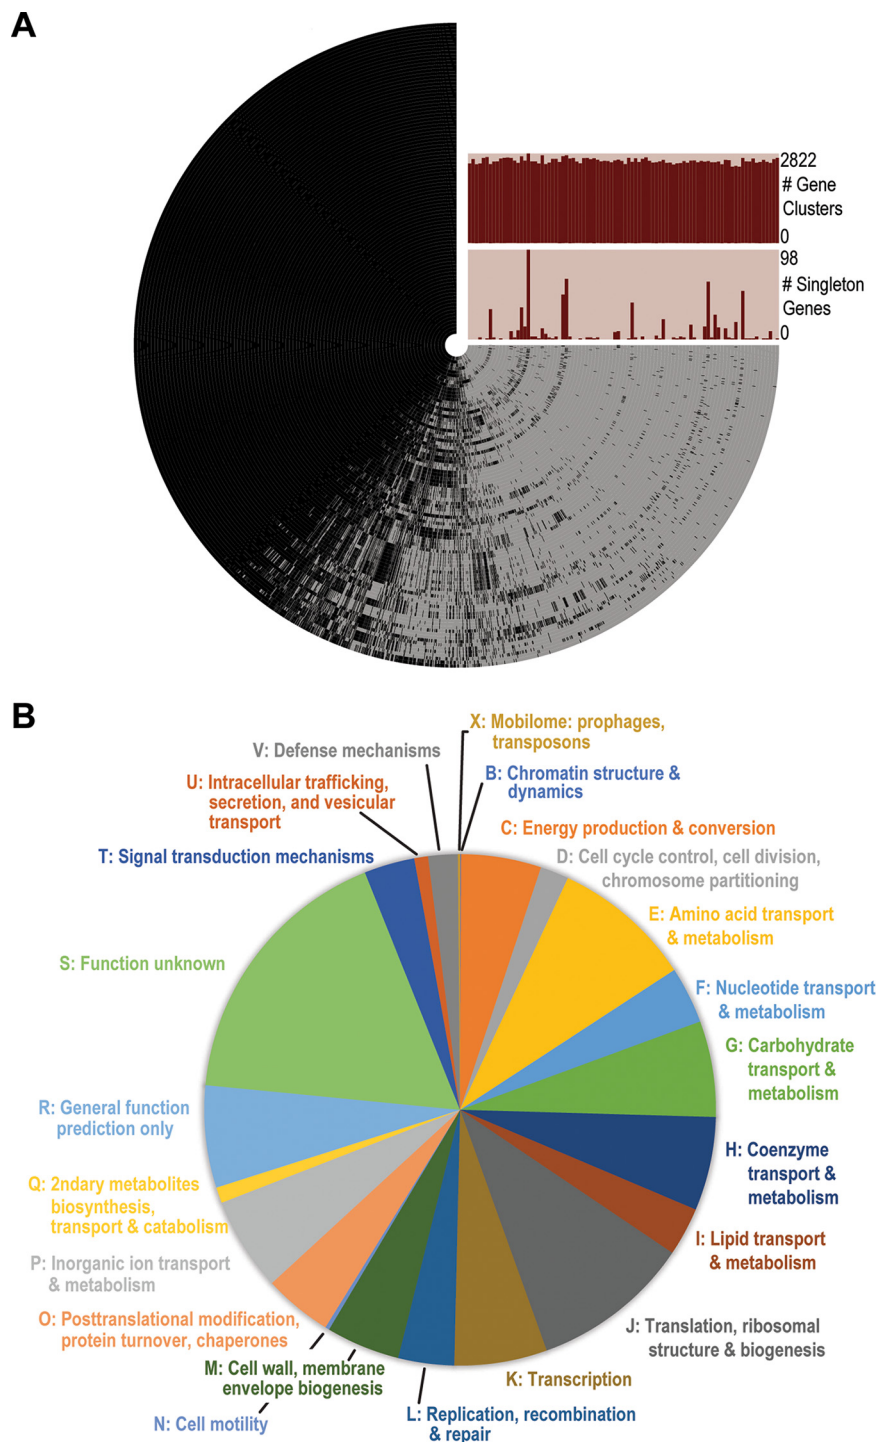 A
2822
# Gene
Clusters
0
98
# Singleton
Genes
0
B
X: Mobilome: prophages,
transposons
V: Defense mechanisms
B: Chromatin structure &
dynamics
U: Intracellular trafficking,
secretion, and vesicular
transport
C: Energy production & conversion
T: Signal transduction mechanisms
D: Cell cycle control, cell division,
chromosome partitioning
E: Amino acid transport
& metabolism
S: Function unknown
F: Nucleotide transport
& metabolism
G: Carbohydrate
transport &
metabolism
R: General function
prediction only
H: Coenzyme
transport &
metabolism
Q: 2ndary metabolites
biosynthesis,
transport & catabolism
I: Lipid transport
& metabolism
P: Inorganic ion transport
& metabolism
O: Posttranslational modification,
protein turnover, chaperones
J: Translation, ribosomal
structure & biogenesis
M: Cell wall, membrane
envelope biogenesis
K: Transcription
N: Cell motility
L: Replication, recombination
& repair